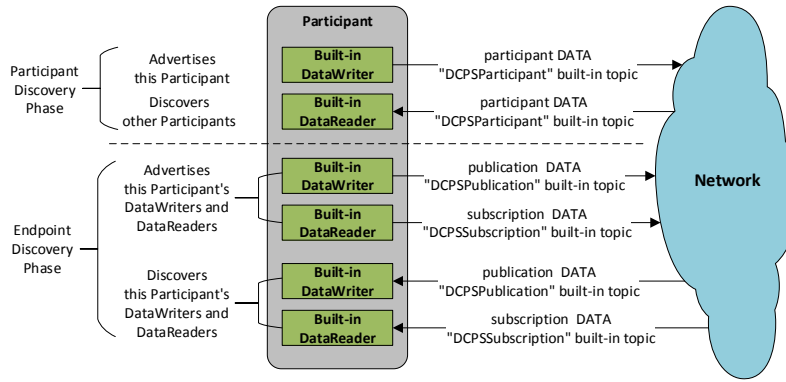 Participant
Participant
Discovery
Phase
Advertises
this Participant
Built-in
DataWriter
participant DATA
"DCPSParticipant" built-in topic
Discovers
other Participants
Built-in
DataReader
participant DATA
"DCPSParticipant" built-in topic
Network
Endpoint
Discovery
Phase
Advertises
this Participant's
DataWriters and
DataReaders
Built-in
DataWriter
publication DATA
"DCPSPublication" built-in topic
Built-in
DataReader
subscription DATA
"DCPSSubscription" built-in topic
Discovers
this Participant's
DataWriters and
DataReaders
Built-in
DataWriter
publication DATA
"DCPSPublication" built-in topic
Built-in
DataReader
subscription DATA
"DCPSSubscription" built-in topic